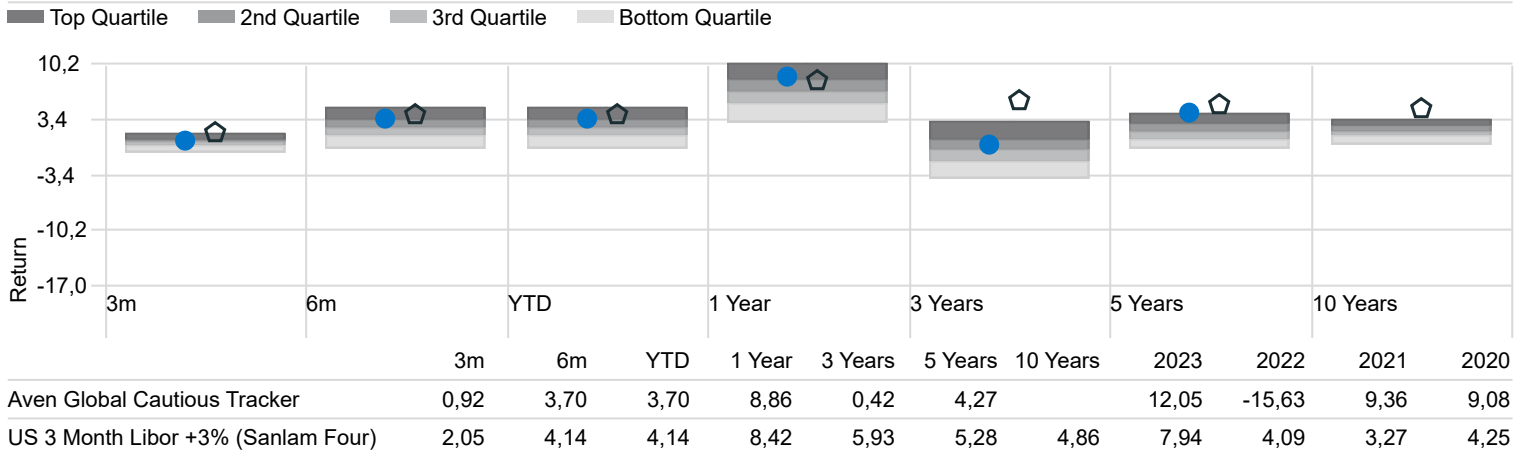 Top Quartile 2nd Quartile 3rd Quartile Bottom Quartile
10,2
3,4
-3,4
-10,2
-17,0
Return
3m 6m YTD 1 Year 3 Years 5 Years 10 Years
3m 6m YTD 1 Year 3 Years 5 Years 10 Years 2023 2022 2021 2020
Aven Global Cautious Tracker 0,92 3,70 3,70 8,86 0,42 4,27 12,05 -15,63 9,36 9,08
US 3 Month Libor +3% (Sanlam Four) 2,05 4,14 4,14 8,42 5,93 5,28 4,86 7,94 4,09 3,27 4,25